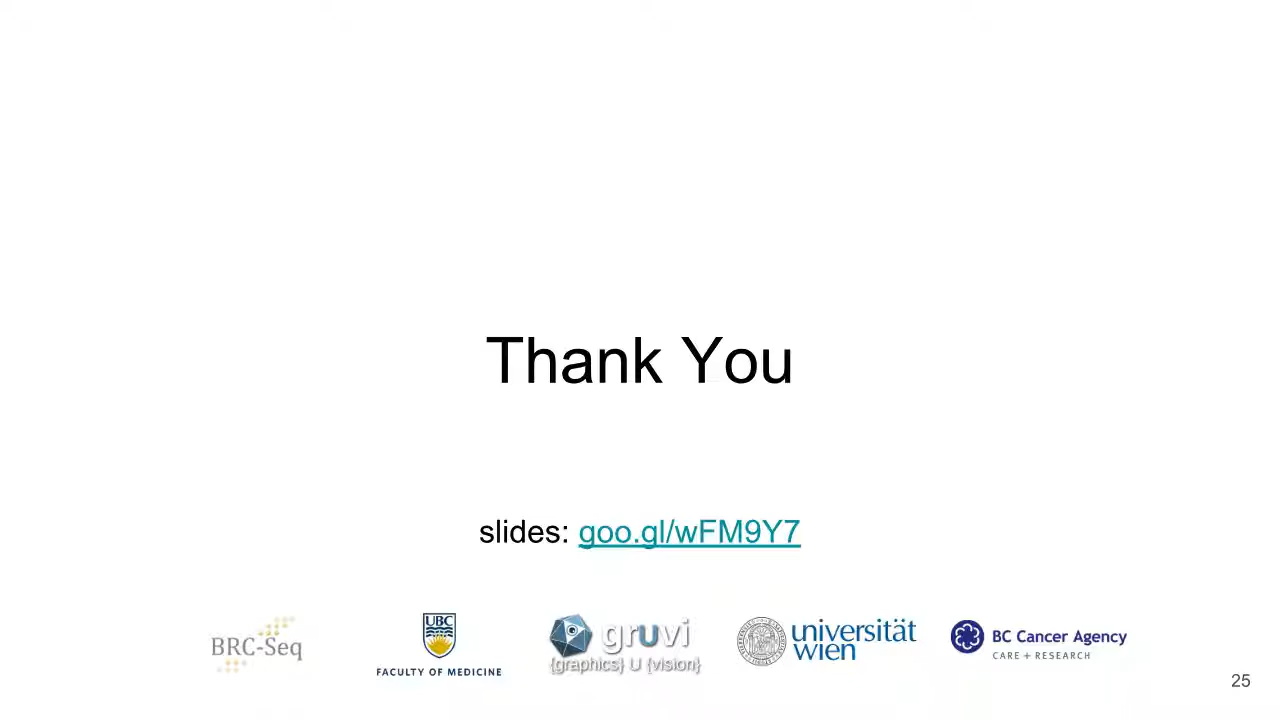 Thank You
slides: goo.gl/wFM9Y7
BRC-Seq
UBC
FACULTY OF MEDICINE
gruvi
{graphics} U {vision}
universität
wien
BC Cancer Agency
CARE + RESEARCH
25